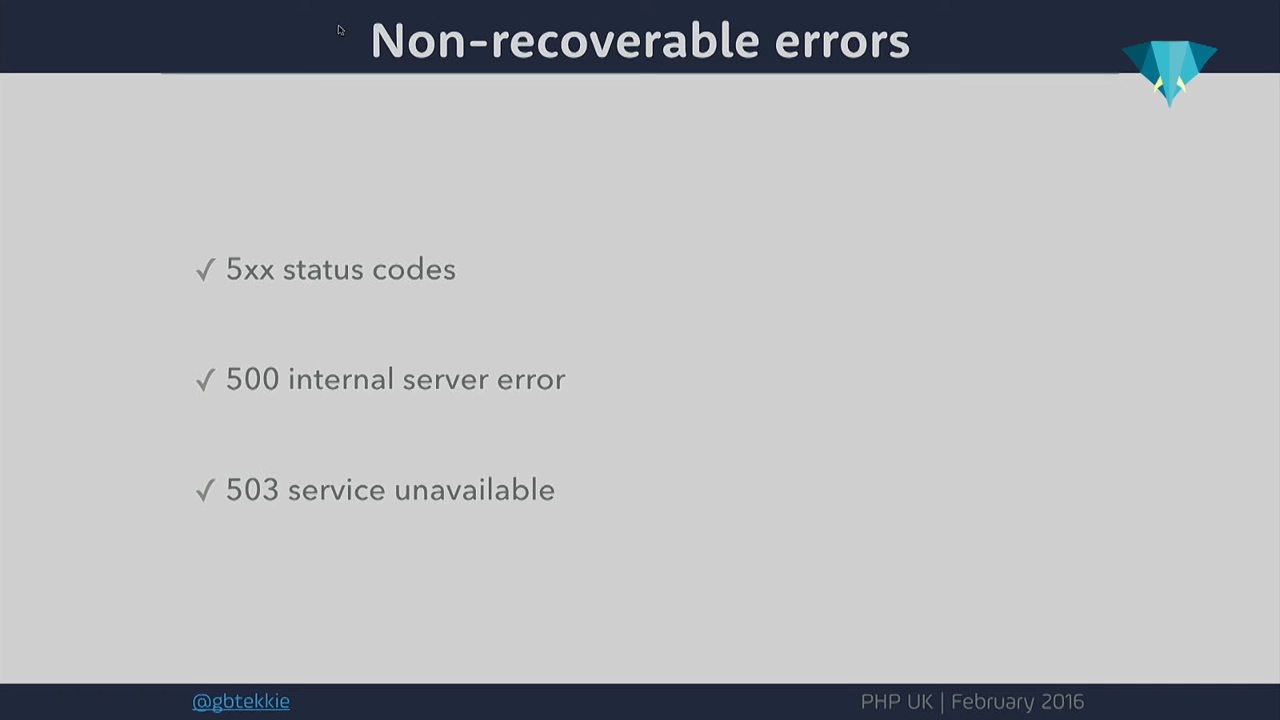 Non-recoverable errors
✓ 5xx status codes
✓ 500 internal server error
✓ 503 service unavailable
@gbtekkie
PHP UK | February 2016